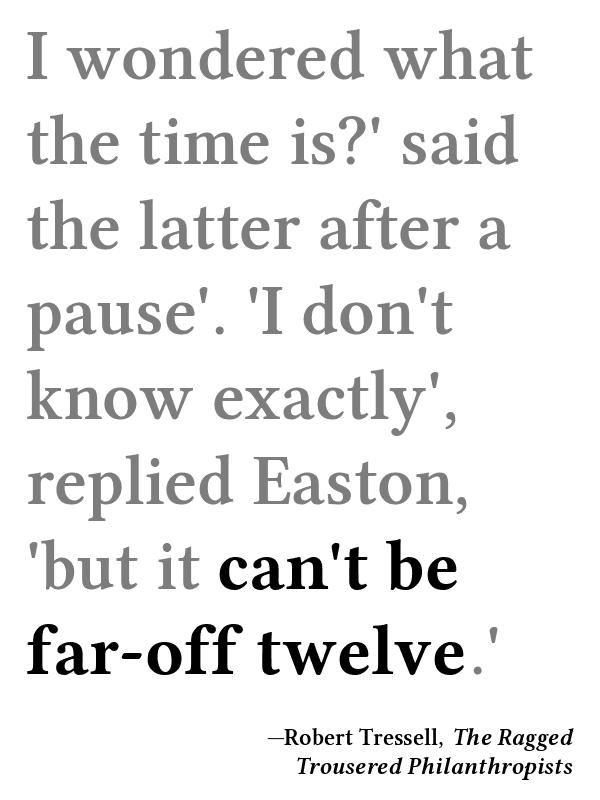 I wondered what
the time is?' said
the latter after a
pause'. 'I don't
know exactly',
replied Easton,
'but it can't be
far-off twelve.'
—Robert Tressell, The Ragged
Trousered Philanthropists